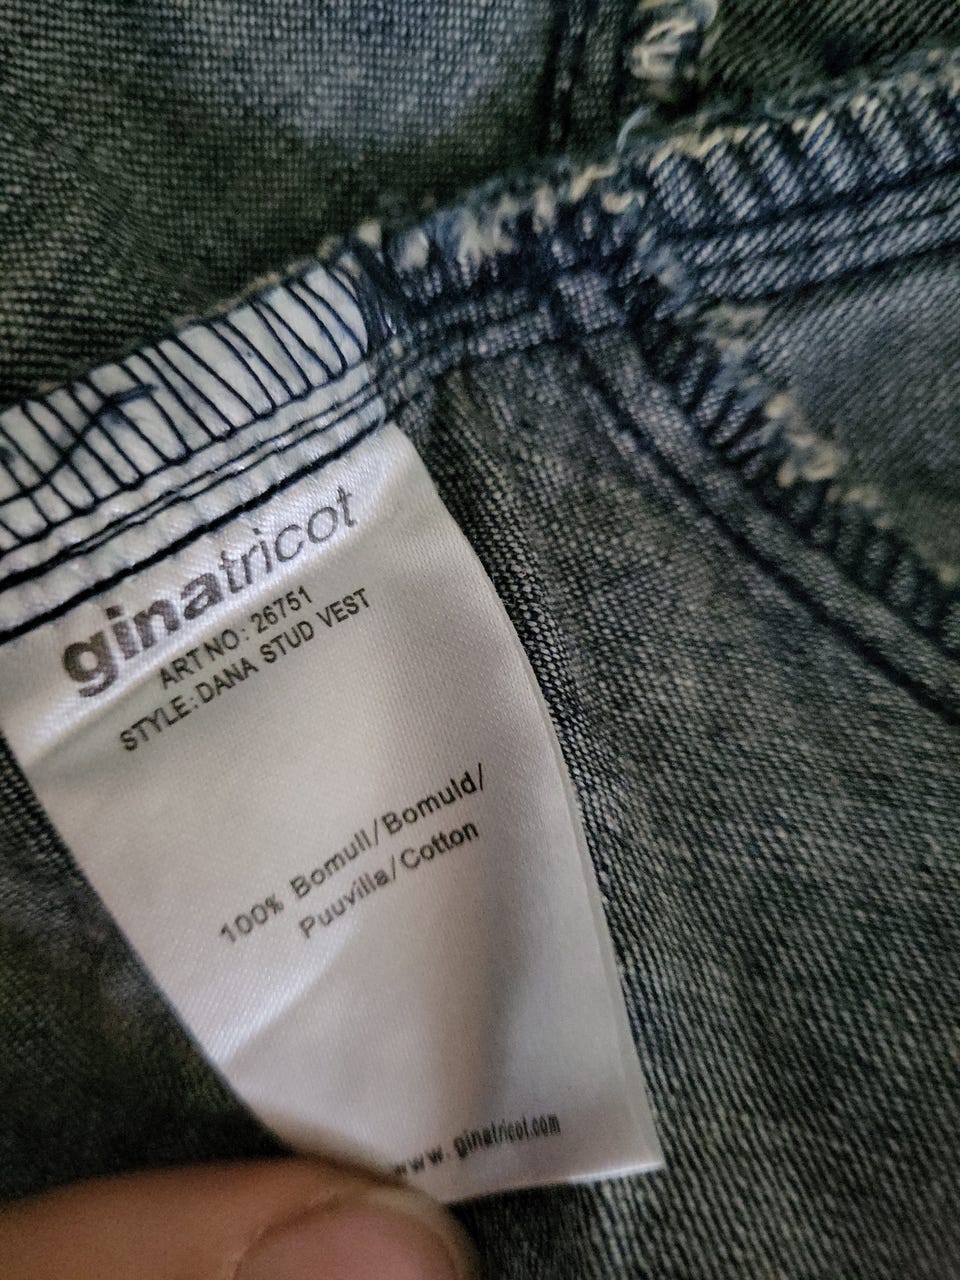 ginatricot
ART NO: 26751
STYLE:DANA STUD VEST
100% Bomull/Bomuld/
Puuvilla/Cotton
www.ginatricot.com